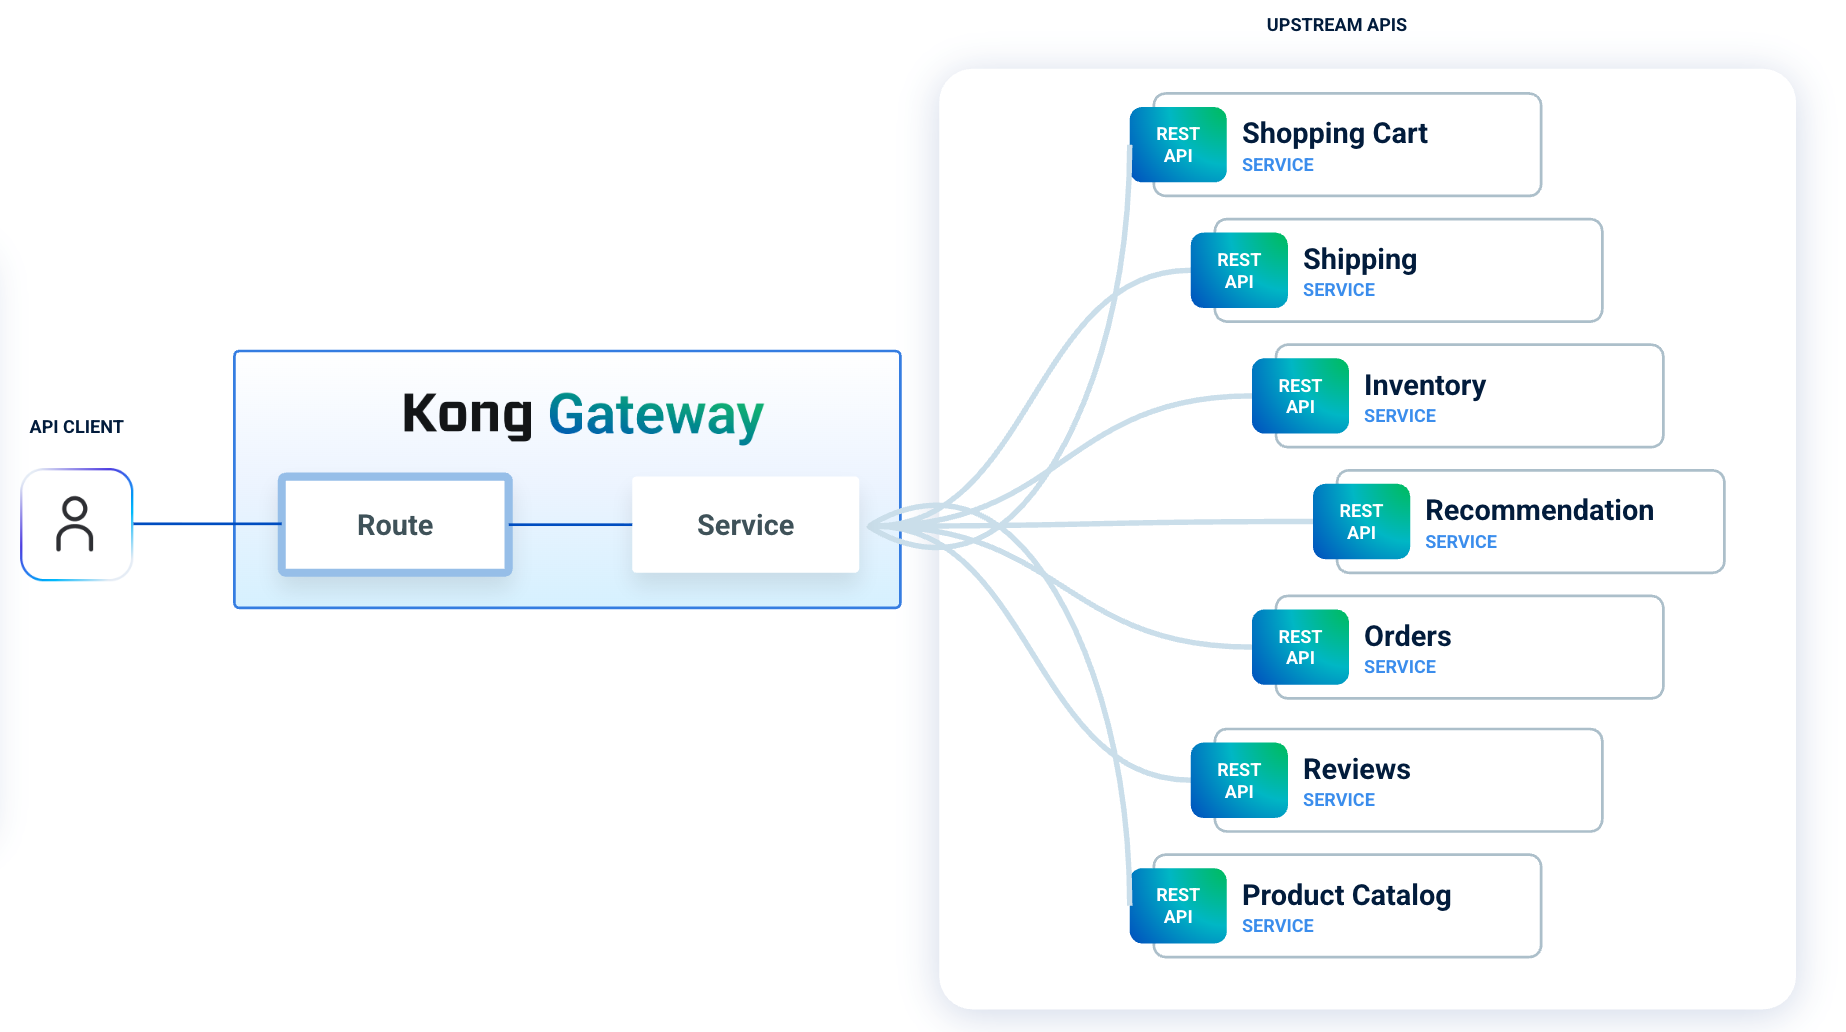 UPSTREAM APIS
API CLIENT
Kong Gateway
Route
Service
REST
API
Shopping Cart
SERVICE
REST
API
Shipping
SERVICE
REST
API
Inventory
SERVICE
REST
API
Recommendation
SERVICE
REST
API
Orders
SERVICE
REST
API
Reviews
SERVICE
REST
API
Product Catalog
SERVICE